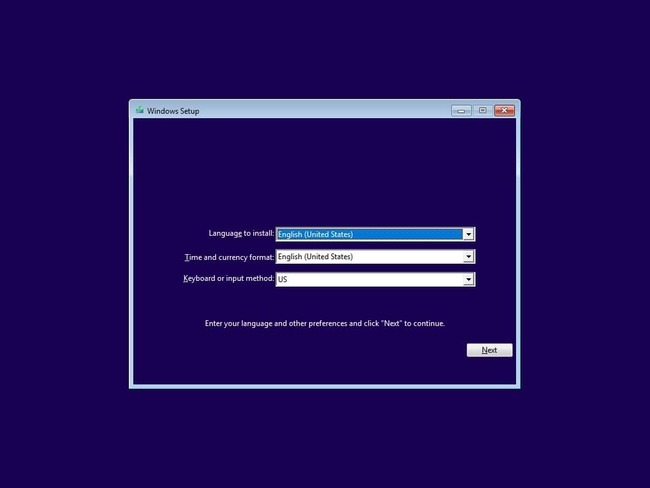 Windows Setup
Language to install: English (United States)
Time and currency format: English (United States)
Keyboard or input method: US
Enter your language and other preferences and click "Next" to continue.
Next